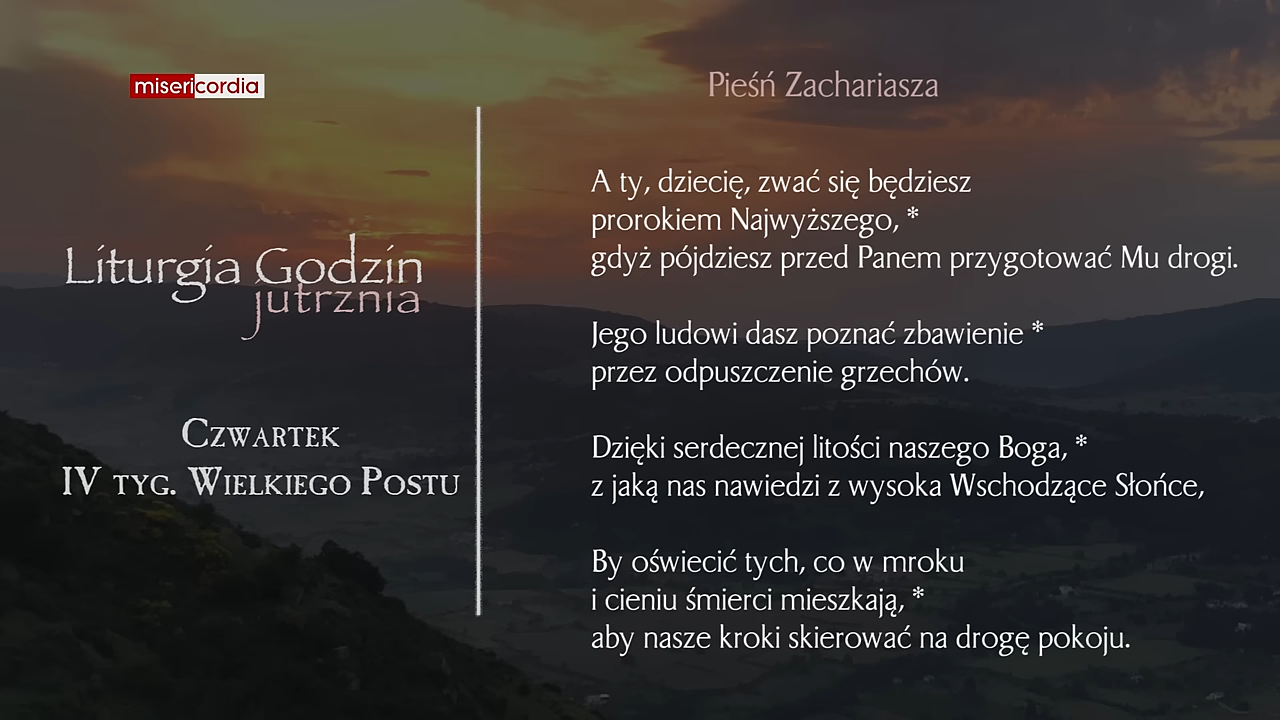 misericordia
Liturgia Godzin
jutrznia
Czwartek
IV tyg. Wielkiego Postu
Pieśń Zachariasza
A ty, dziecię, zwać się będziesz
prorokiem Najwyższego, *
gdyż pójdziesz przed Panem przygotować Mu drogi.
Jego ludowi dasz poznać zbawienie *
przez odpuszczenie grzechów.
Dzięki serdecznej litości naszego Boga, *
z jaką nas nawiedzi z wysoka Wschodzące Słońce,
By oświecić tych, co w mroku
i cieniu śmierci mieszkają, *
aby nasze kroki skierować na drogę pokoju.